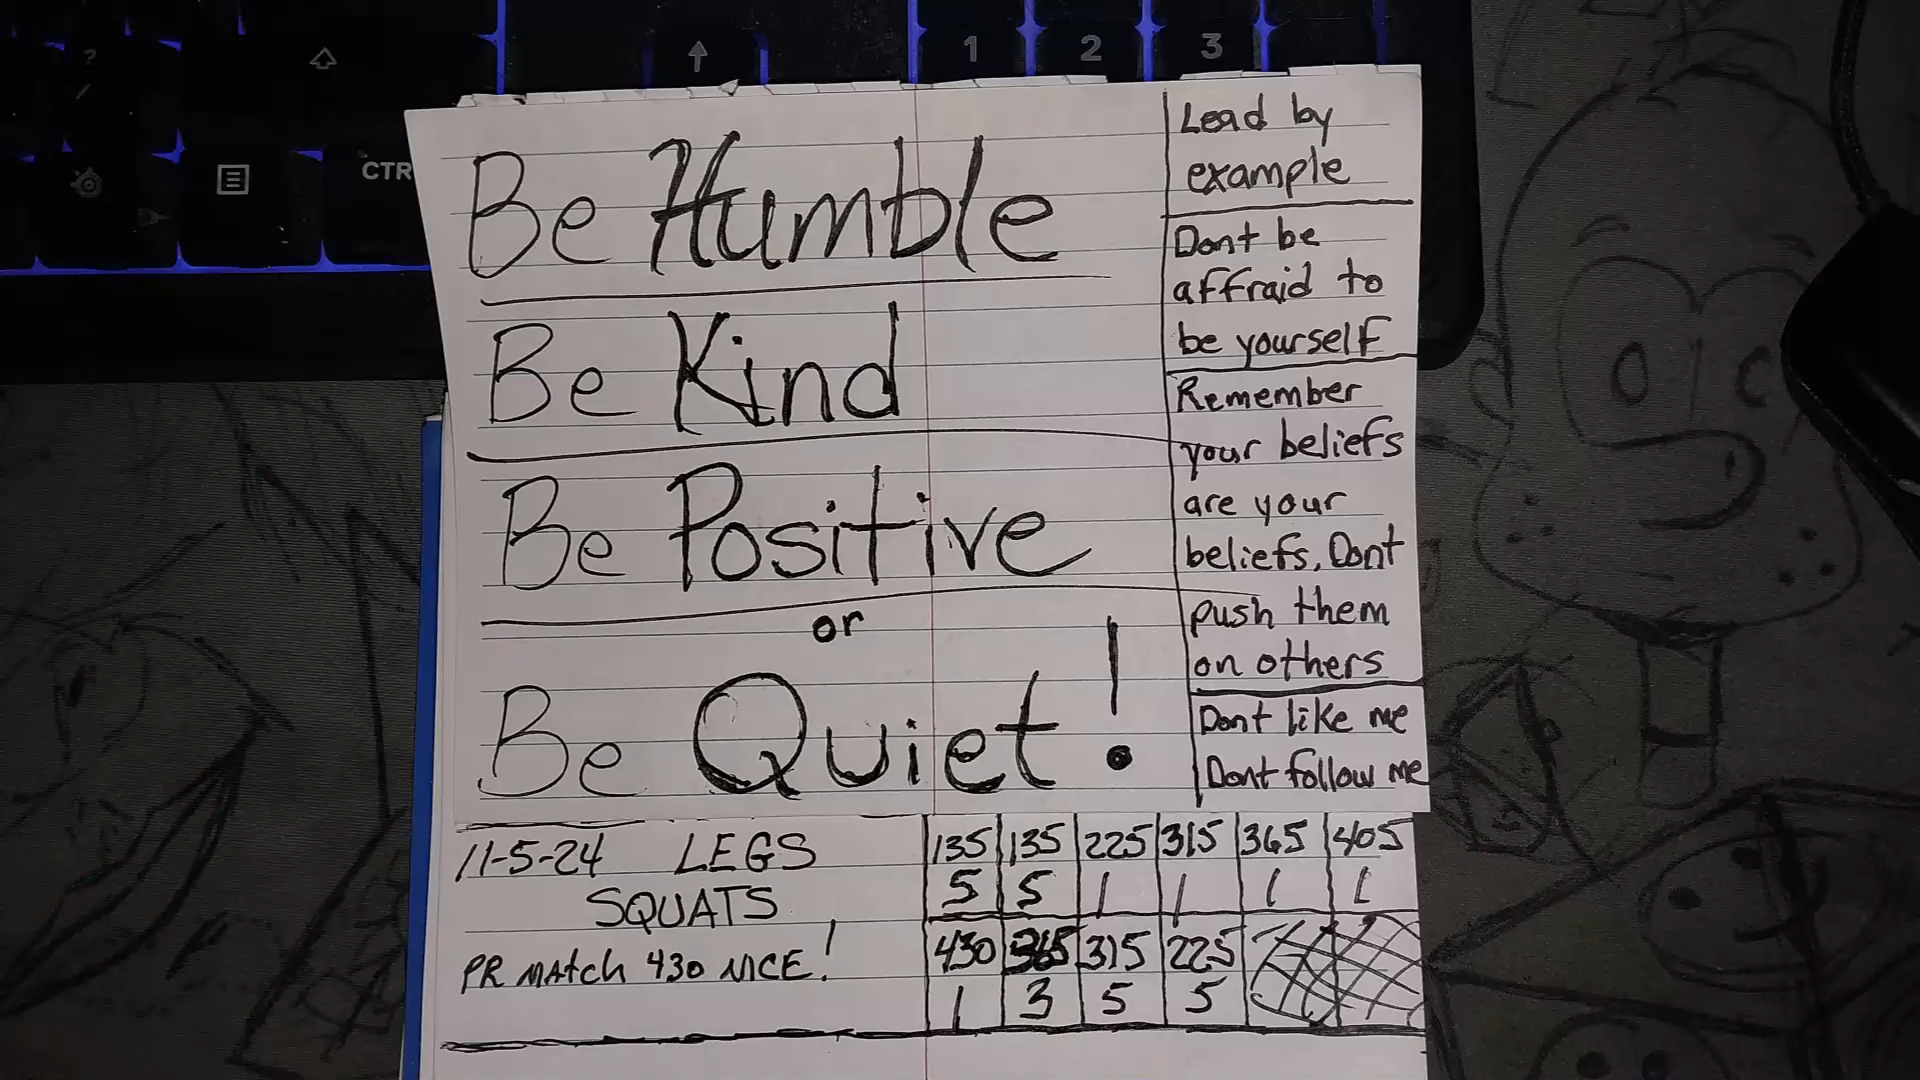 ?
/
CTR
1 2 3
Be Humble
Be Kind
Be Positive
or
Be Quiet!
Lead by
example
Dont be
affraid to
be yourself
Remember
your beliefs
are your
beliefs. Dont
push them
on others
Dont like me
Dont follow me
11-5-24 LEGS
SQUATS
PR MAtch 430 NICE!
135 135 225 315 365 405
5 5 1 1 1 1
430 365 315 225
1 3 5 5